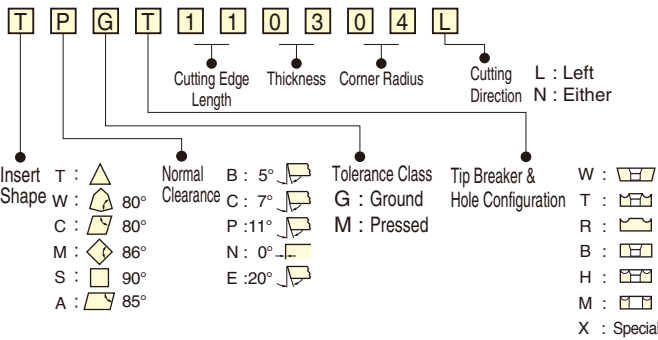 T P G T 1 1 0 3 0 4 L
Cutting Edge Length
Thickness
Corner Radius
Cutting Direction
L : Left
N : Either
Insert Shape
T :
W : 80°
C : 80°
M : 86°
S : 90°
A : 85°
Normal Clearance
B : 5°
C : 7°
P :11°
N : 0°
E :20°
Tolerance Class
G : Ground
M : Pressed
Tip Breaker &
Hole Configuration
W :
T :
R :
B :
H :
M :
X : Special